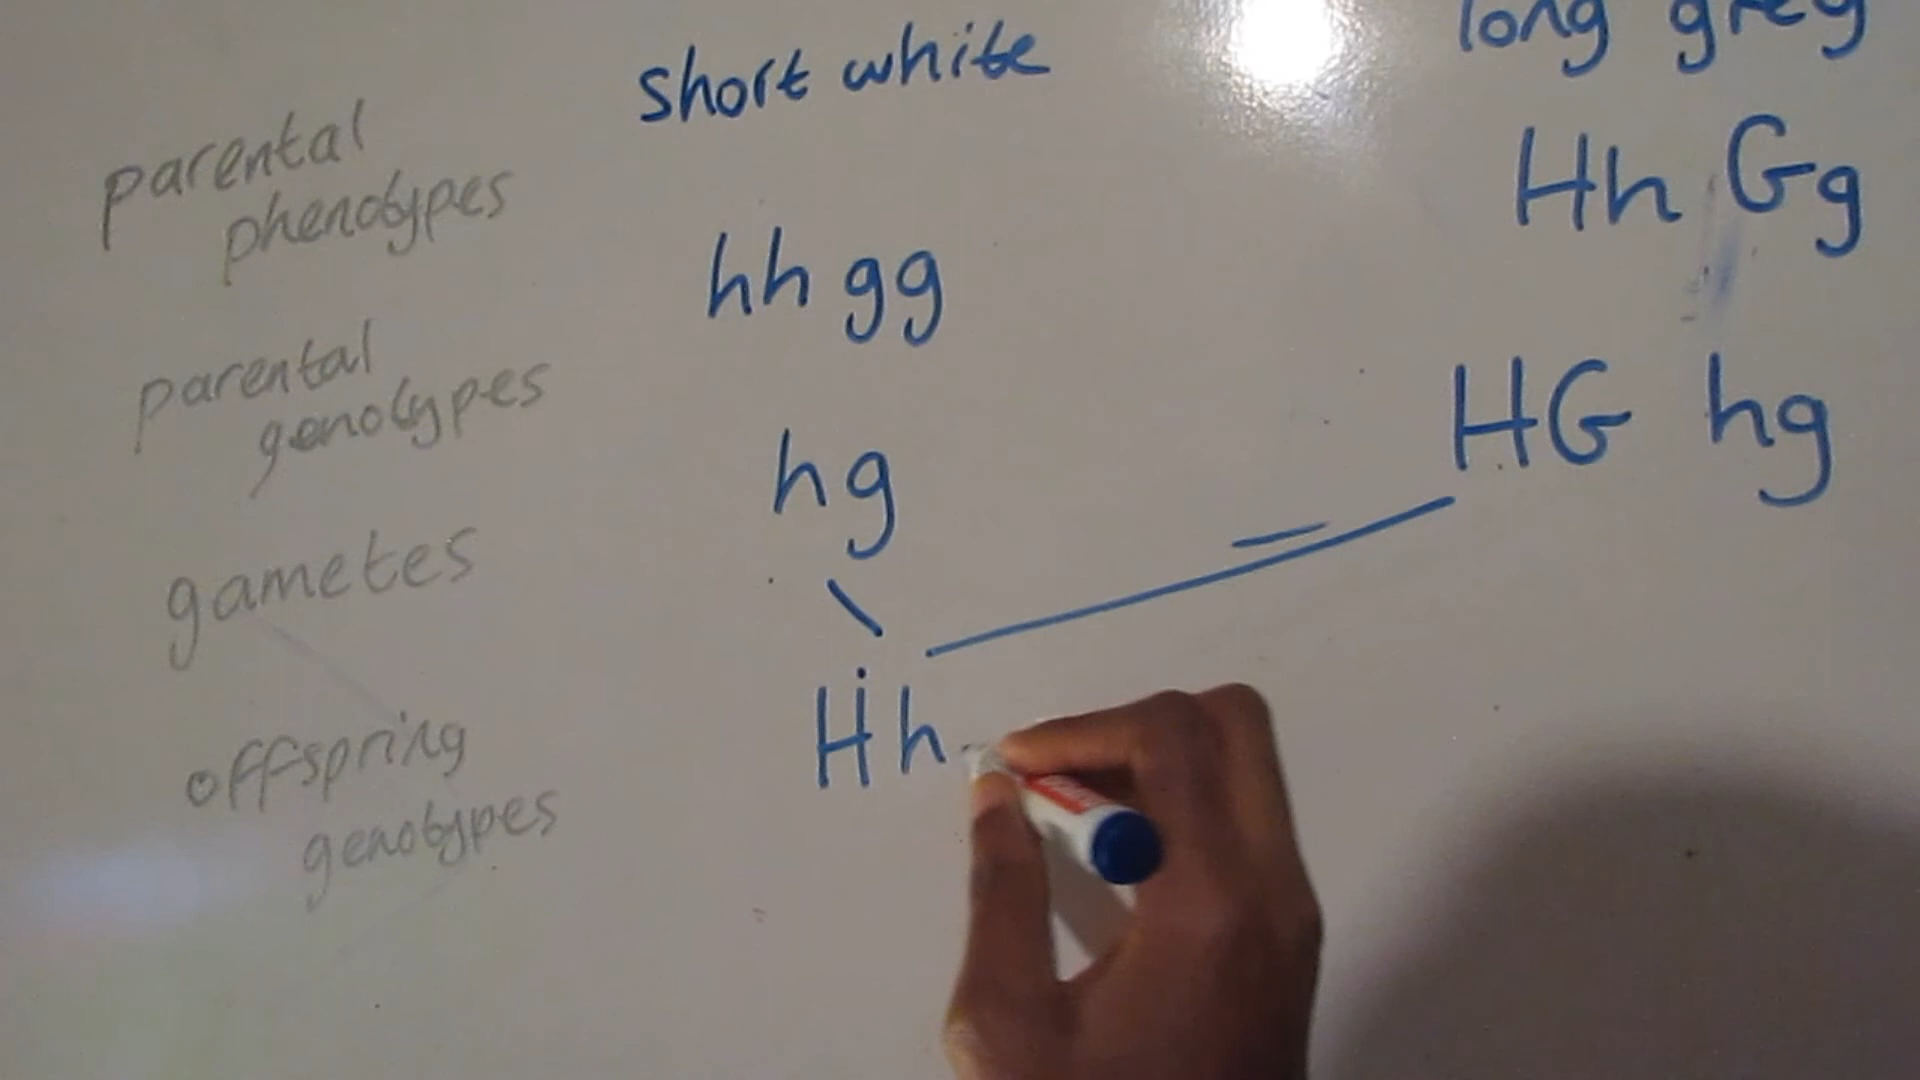 short white
long grey
parental
phenotypes
hh gg
Hh Gg
parental
genotypes
hg
HG hg
gametes
Hh
offspring
genotypes